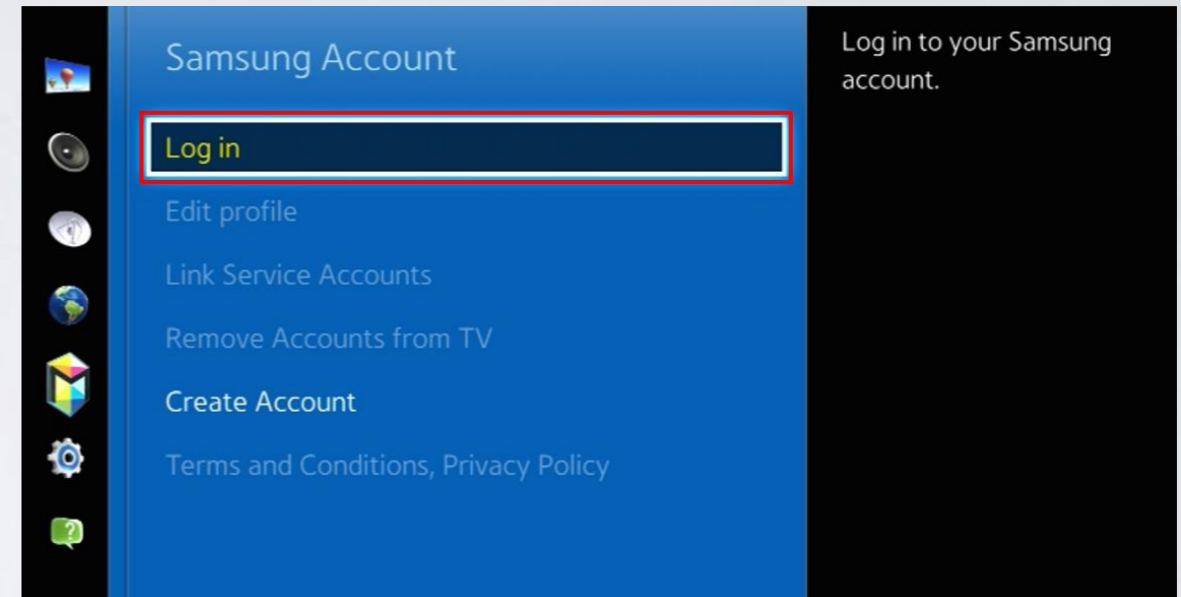 Samsung Account
Log in
Edit profile
Link Service Accounts
Remove Accounts from TV
Create Account
Terms and Conditions, Privacy Policy
Log in to your Samsung
account.
?